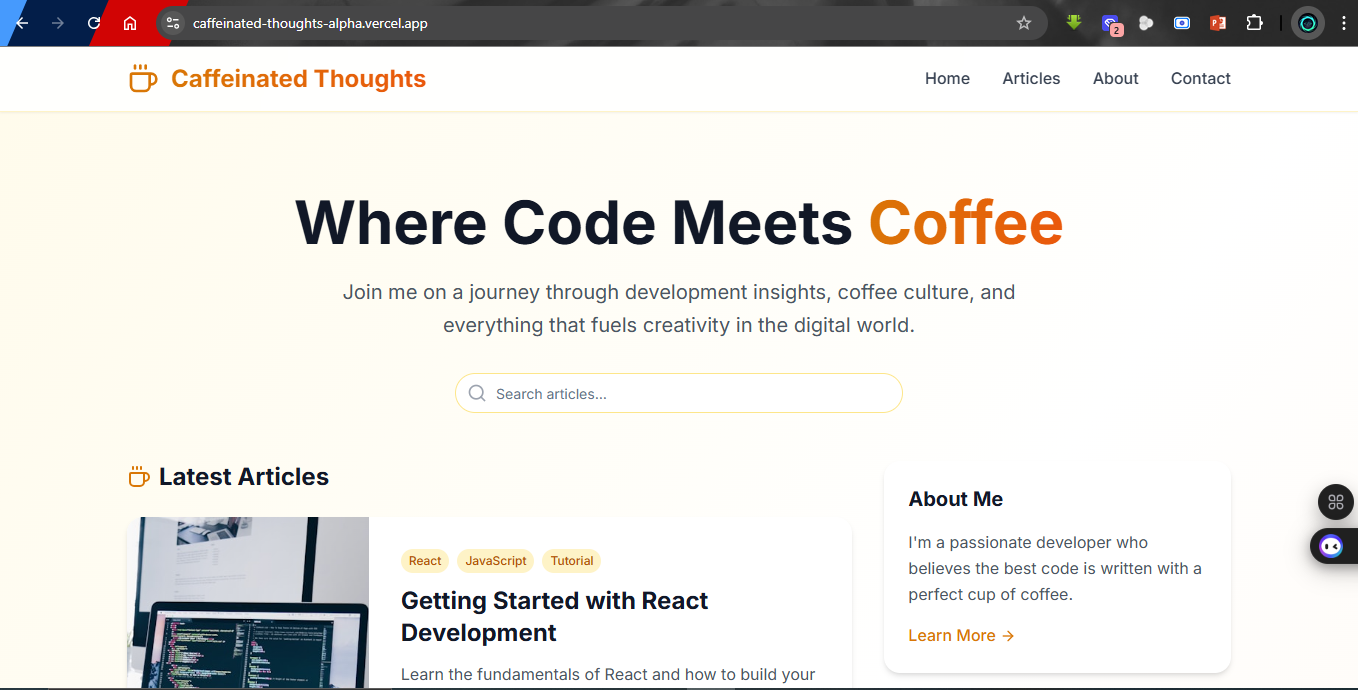 caffeinated-thoughts-alpha.vercel.app
2
Caffeinated Thoughts
Home
Articles
About
Contact
Where Code Meets Coffee
Join me on a journey through development insights, coffee culture, and
everything that fuels creativity in the digital world.
Search articles...
Latest Articles
React
JavaScript
Tutorial
Getting Started with React
Development
Learn the fundamentals of React and how to build your
About Me
I'm a passionate developer who
believes the best code is written with a
perfect cup of coffee.
Learn More →